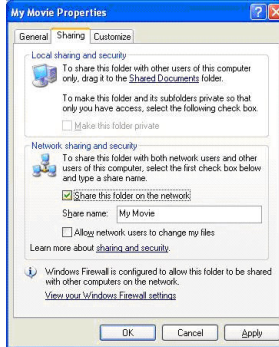 My Movie Properties
General Sharing Customize
Local sharing and security
To share this folder with other users of this computer
only, drag it to the Shared Documents folder.
To make this folder and its subfolders private so that
only you have access, select the following check box.
Make this folder private
Network sharing and security
To share this folder with both network users and other
users of this computer, select the first check box below
and type a share name.
Share this folder on the network
Share name: My Movie
Allow network users to change my files
Learn more about sharing and security.
Windows Firewall is configured to allow this folder to be shared
with other computers on the network.
View your Windows Firewall settings
OK Cancel Apply